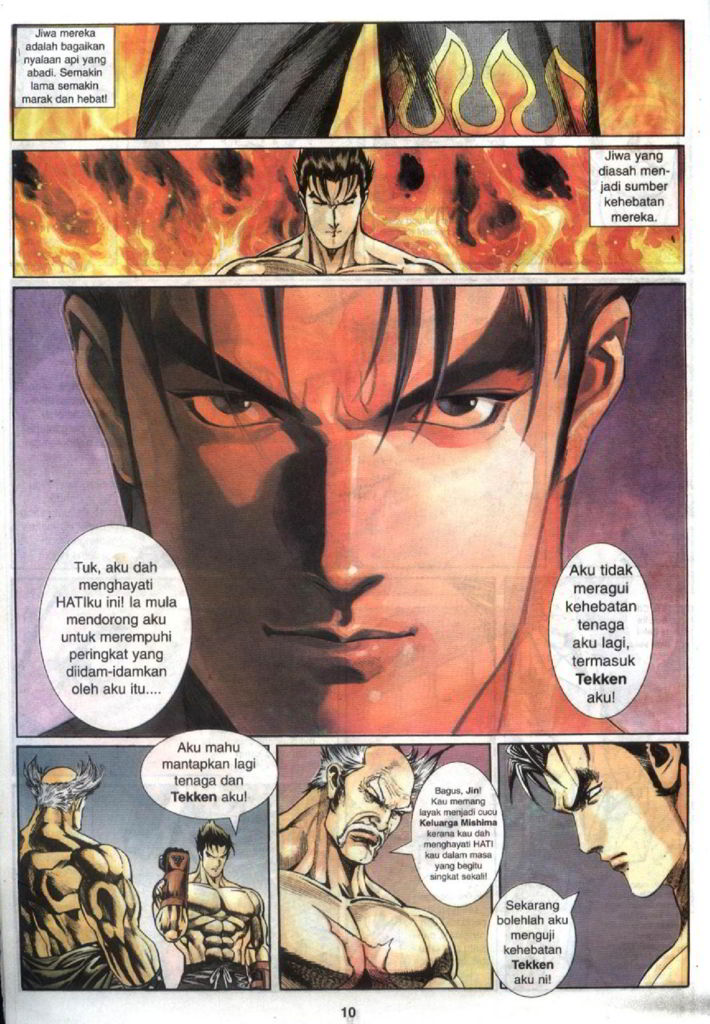 Jiwa mereka
adalah bagaikan
nyalaan api yang
abadi. Semakin
lama semakin
marak dan hebat!
Jiwa yang
diasah men-
jadi sumber
kehebatan
mereka.
Tuk, aku dah
menghayati
HATIku ini! Ia mula
mendorong aku
untuk merempuhi
peringkat yang
diidam-idamkan
oleh aku itu....
Aku tidak
meragui
kehebatan
tenaga
aku lagi,
termasuk
Tekken
aku!
Aku mahu
mantapkan lagi
tenaga dan
Tekken aku!
Bagus, Jin!
Kau memang
layak menjadi cucu
Keluarga Mishima
kerana kau dah
menghayati HATI
kau dalam masa
yang begitu
singkat sekali!
Sekarang
bolehlah aku
menguji
kehebatan
Tekken
aku ni!
10